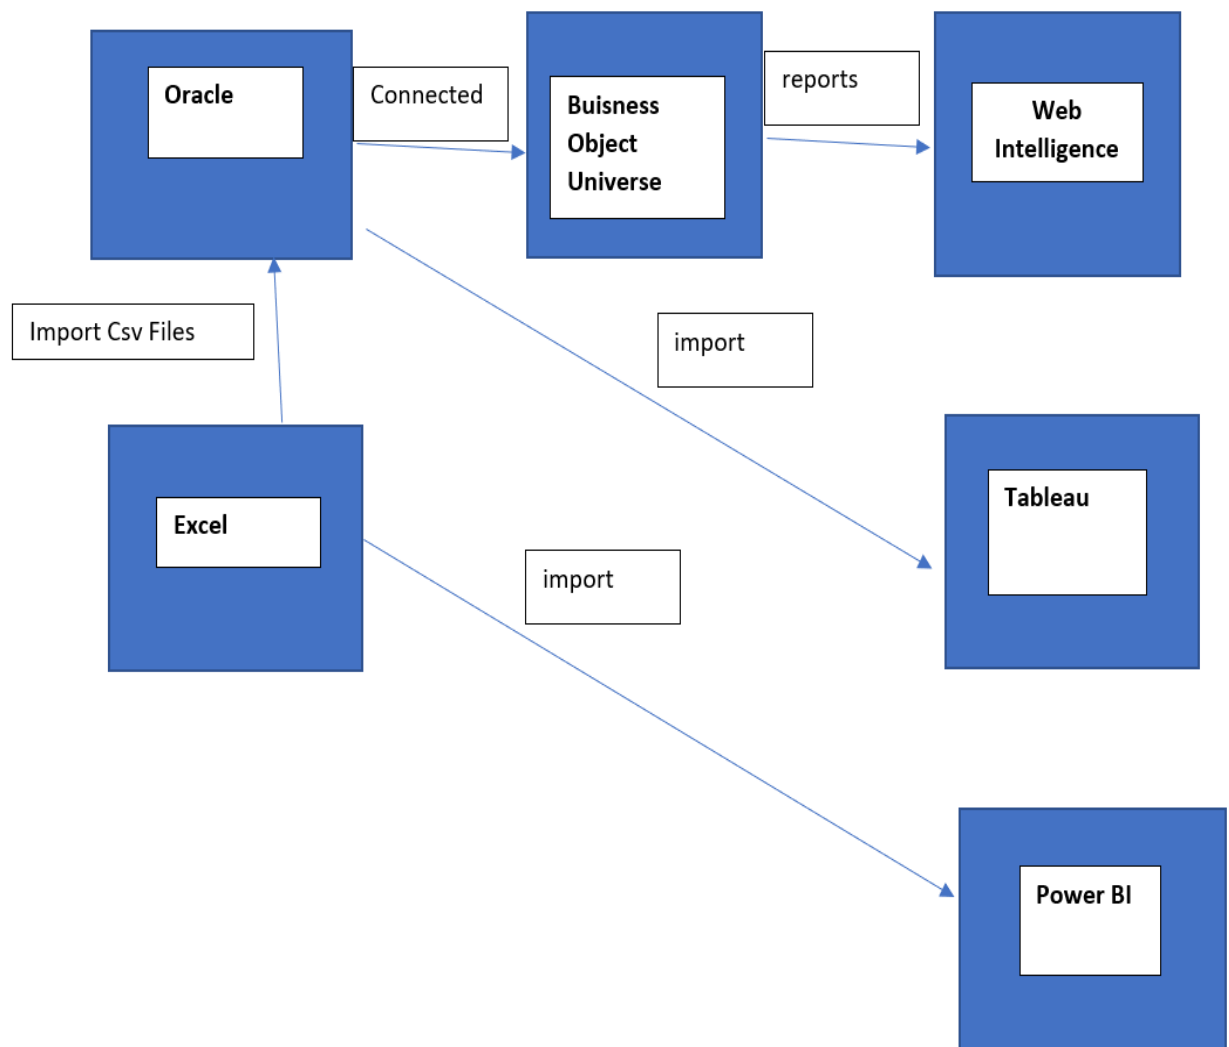 Oracle
Connected
Buisness
Object
Universe
reports
Web
Intelligence
Import Csv Files
import
Tableau
Excel
import
Power BI